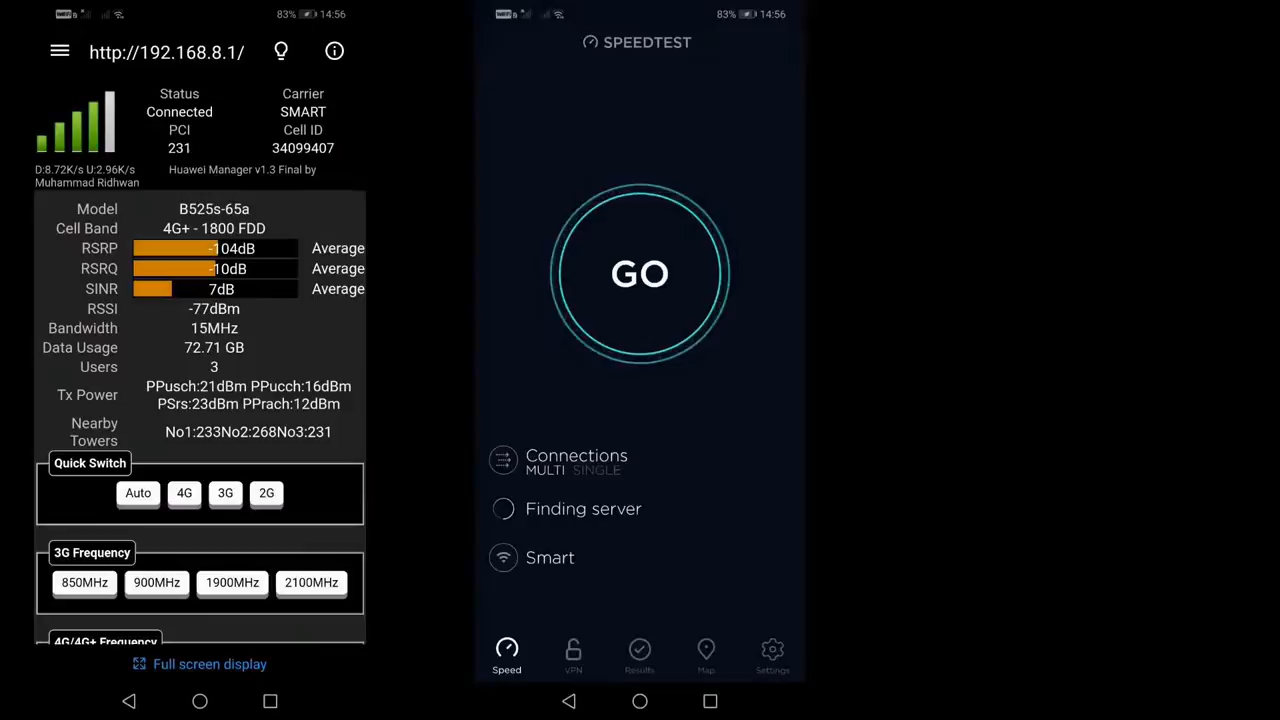 83% 14:56
http://192.168.8.1/
Status
Connected
PCI
231
Carrier
SMART
Cell ID
34099407
D:8.72K/s U:2.96K/s
Muhammad Ridhwan
Huawei Manager v1.3 Final by
Model B525s-65a
Cell Band 4G+ - 1800 FDD
RSRP -104dB Average
RSRQ -10dB Average
SINR 7dB Average
RSSI -77dBm
Bandwidth 15MHz
Data Usage 72.71 GB
Users 3
Tx Power PPusch:21dBm PPucch:16dBm
PSrs:23dBm PPrach:12dBm
Nearby
Towers
No1:233No2:268No3:231
Quick Switch
Auto 4G 3G 2G
3G Frequency
850MHz 900MHz 1900MHz 2100MHz
4G/4G+ Frequency
Full screen display
83% 14:56
SPEEDTEST
GO
Connections
MULTI SINGLE
Finding server
Smart
Speed VPN Results Map Settings